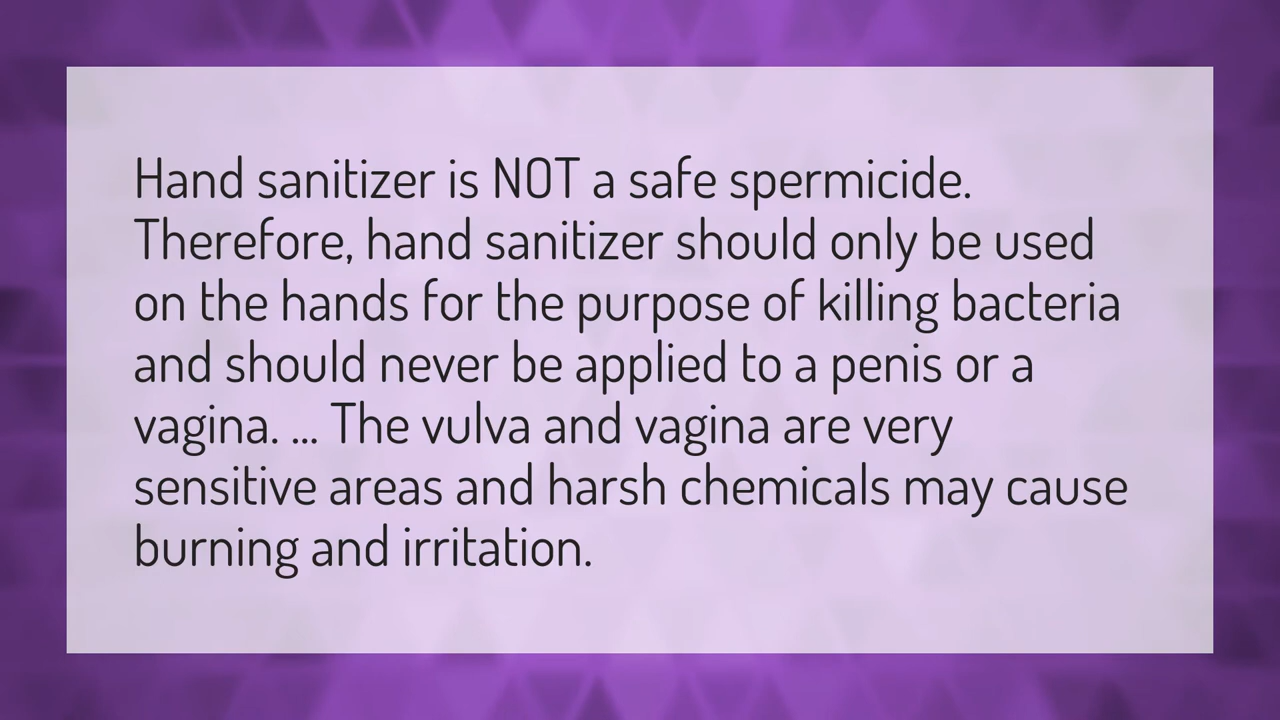 Hand sanitizer is NOT a safe spermicide.
Therefore, hand sanitizer should only be used
on the hands for the purpose of killing bacteria
and should never be applied to a penis or a
vagina. ... The vulva and vagina are very
sensitive areas and harsh chemicals may cause
burning and irritation.